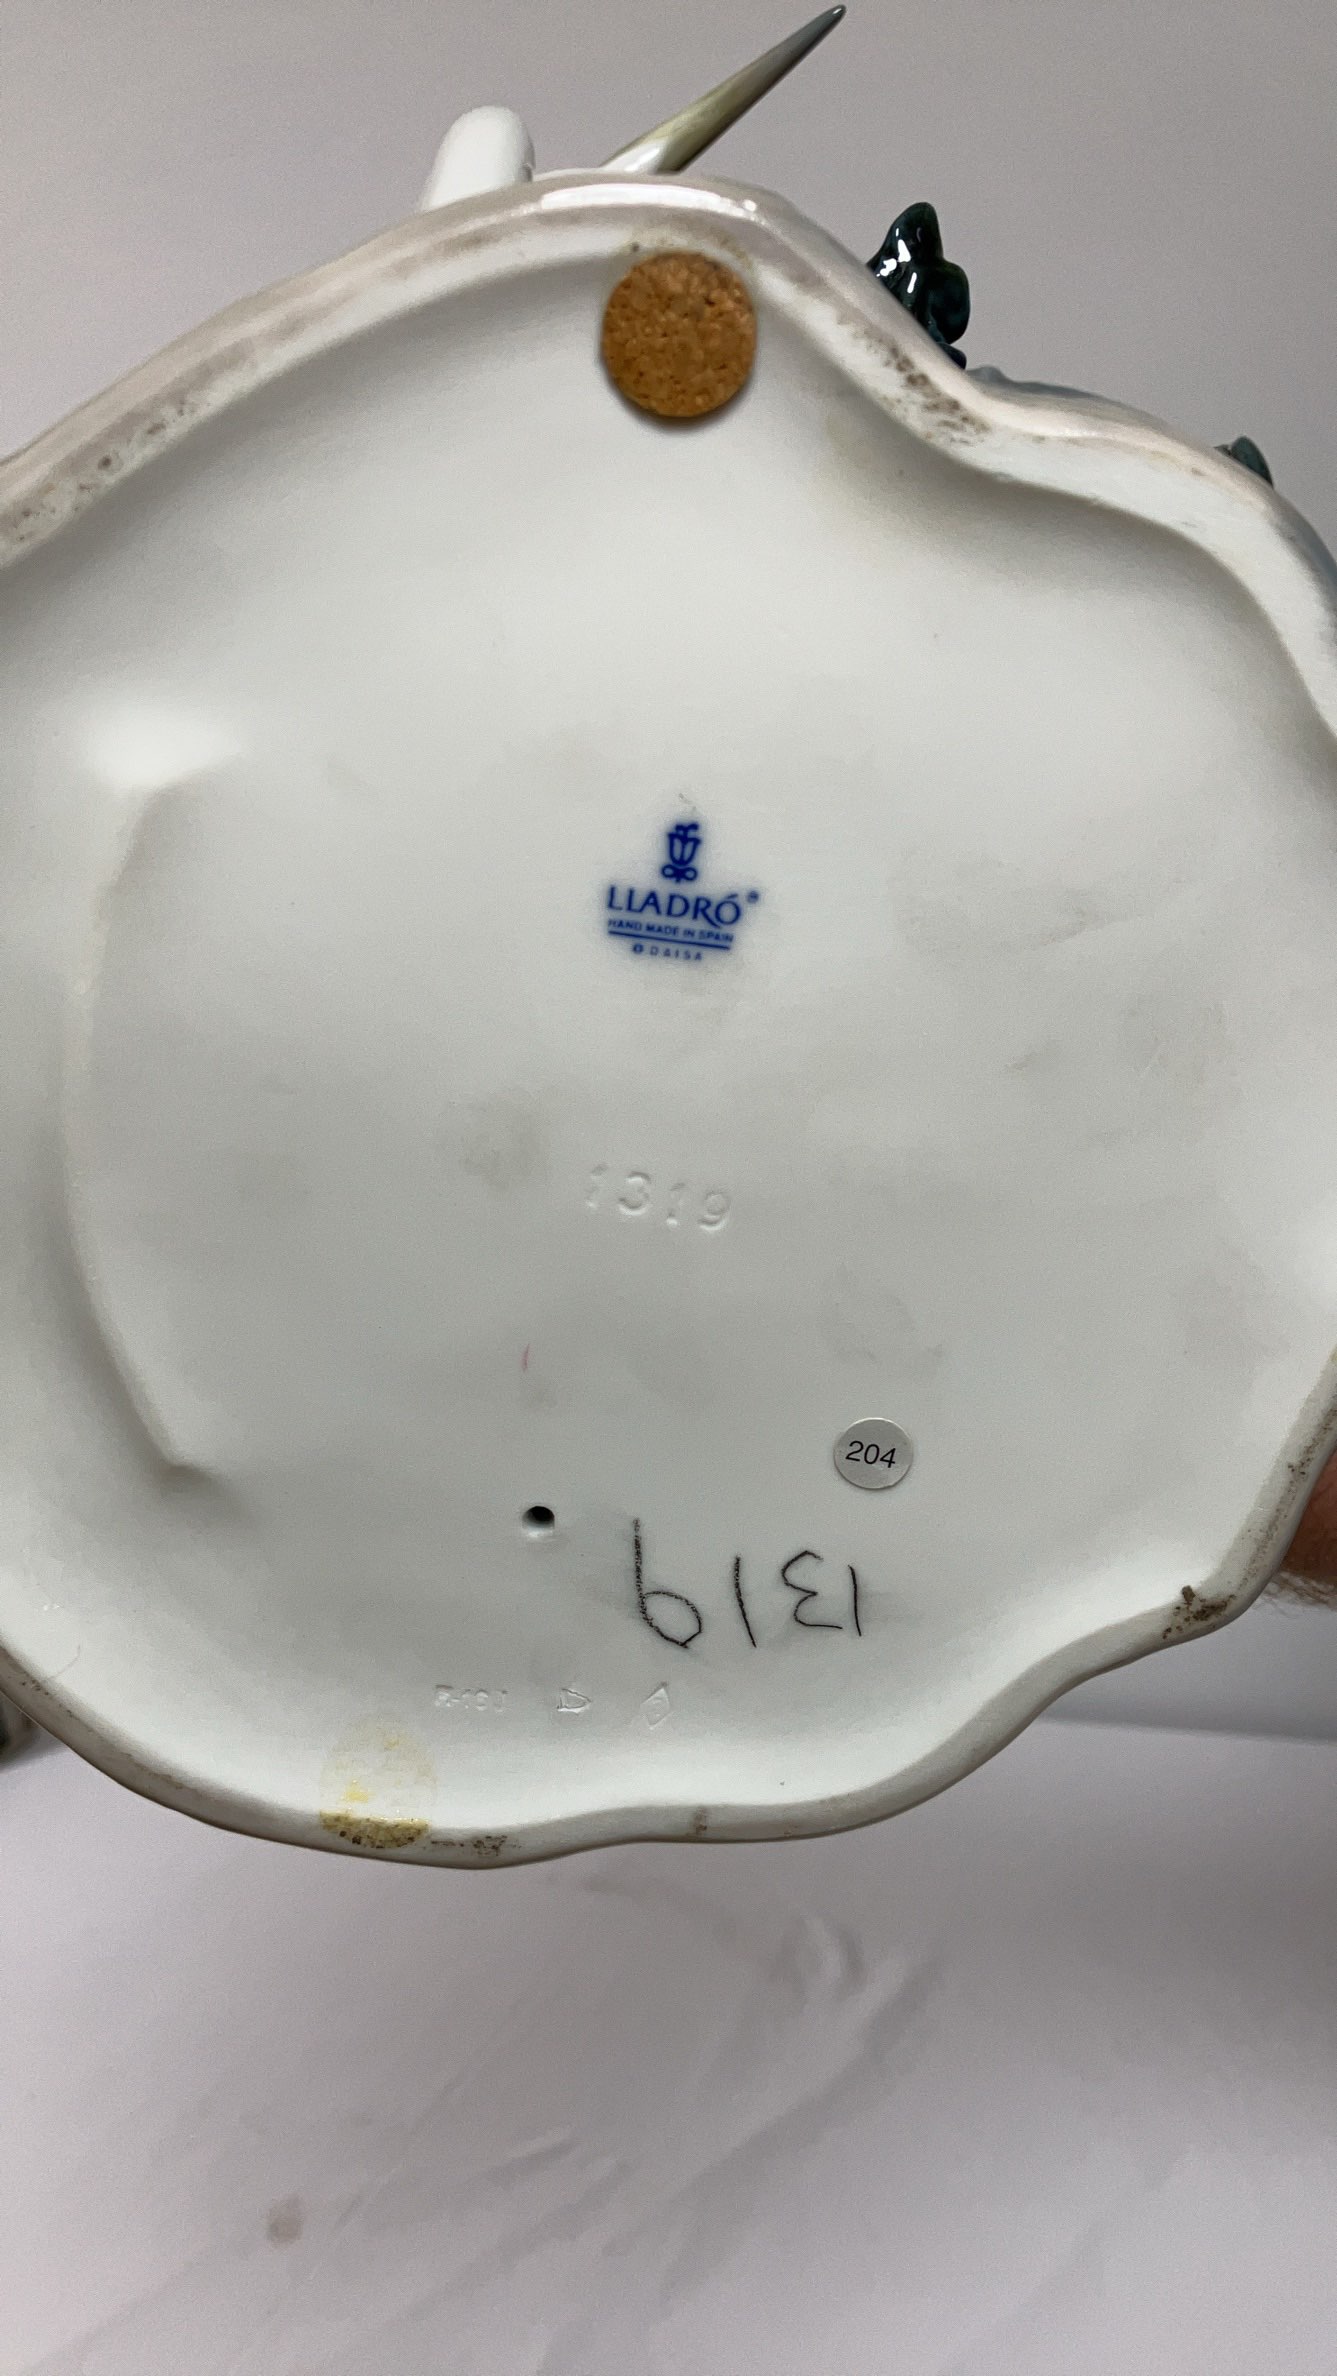 LLADRÓ®
HAND MADE IN SPAIN
© DAISA
1319
204
1319